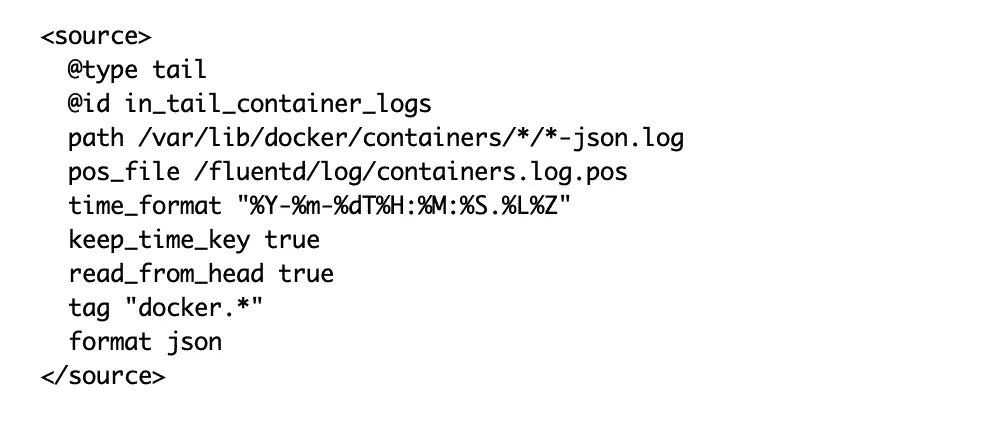 <source>
  @type tail
  @id in_tail_container_logs
  path /var/lib/docker/containers/*/*-json.log
  pos_file /fluentd/log/containers.log.pos
  time_format "%Y-%m-%dT%H:%M:%S.%L%Z"
  keep_time_key true
  read_from_head true
  tag "docker.*"
  format json
</source>